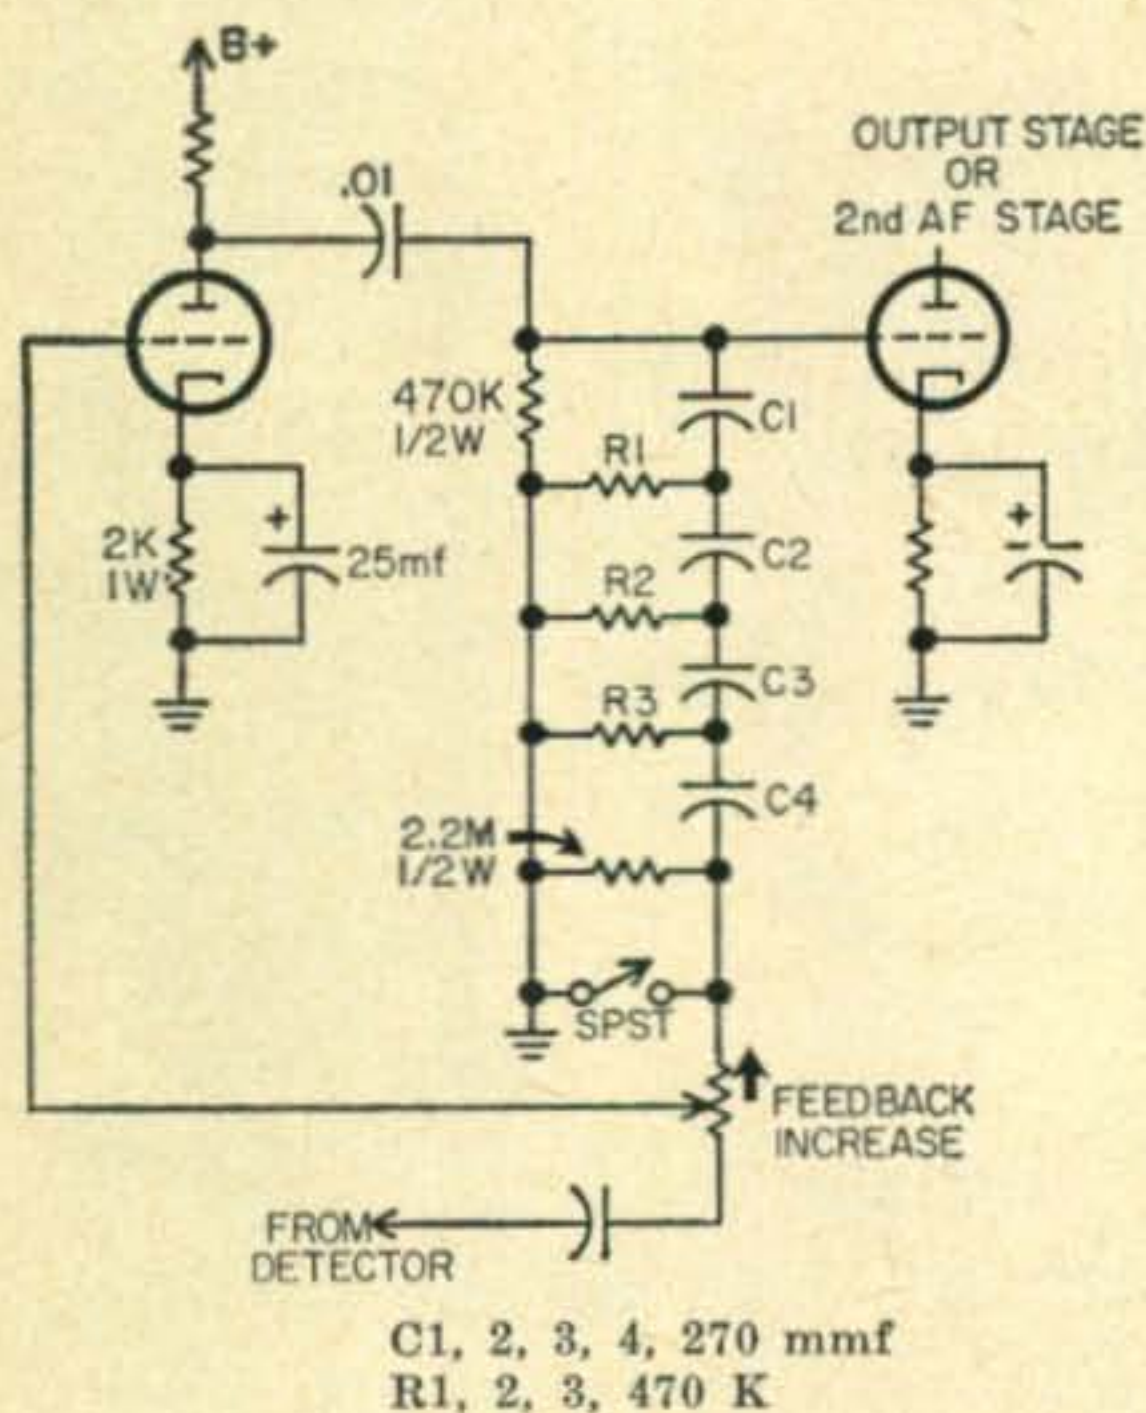 B+
.01
OUTPUT STAGE
OR
2nd AF STAGE
470K
1/2W
C1
R1
2K
1W
+
25mf
C2
R2
+
C3
R3
C4
2.2M
1/2W
SPST
FEEDBACK
INCREASE
FROM
DETECTOR
C1, 2, 3, 4, 270 mmf
R1, 2, 3, 470 K